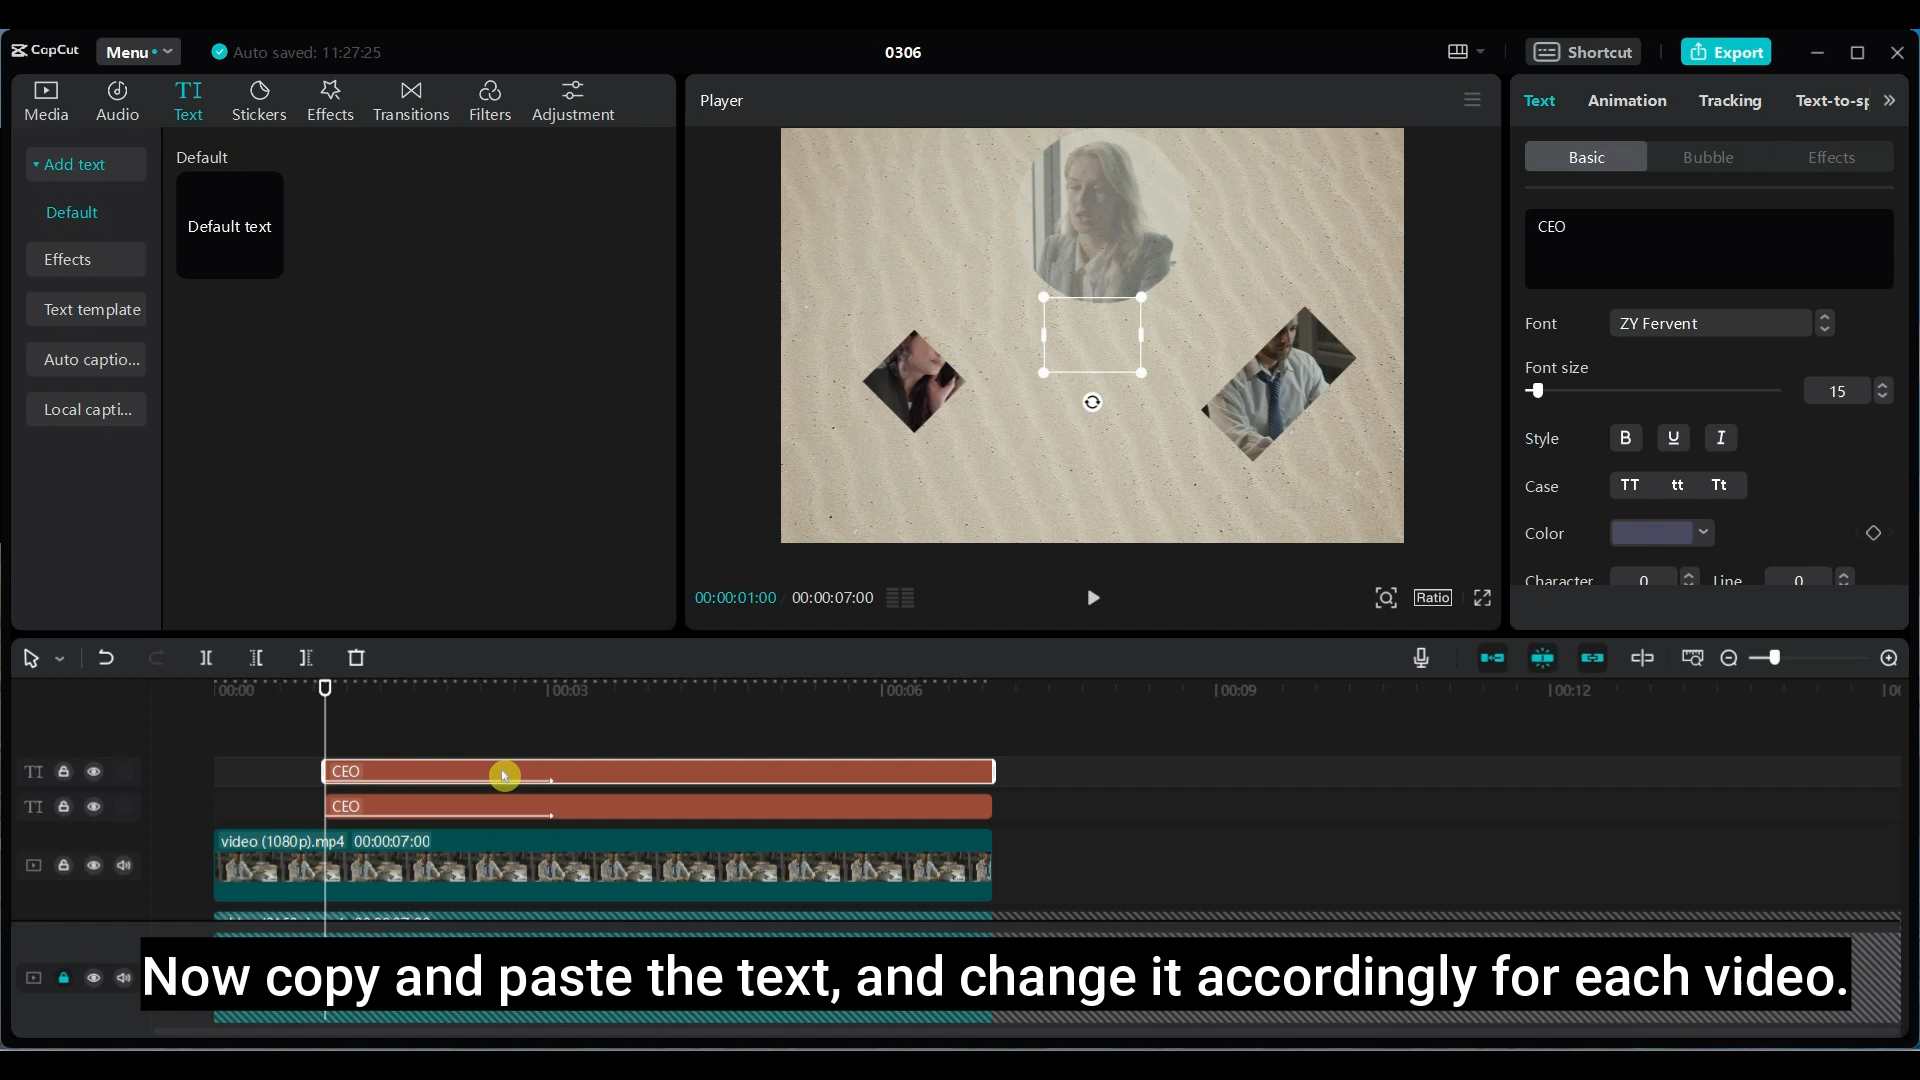 CapCut
Menu
Auto saved: 11:27:25
0306
Shortcut
Export
Media
Audio
TI
Text
Stickers
Effects
Transitions
Filters
Adjustment
Add text
Default
Effects
Text template
Auto captio...
Local capti...
Default
Default text
Player
00:00:01:00
00:00:07:00
Ratio
Text
Animation
Tracking
Text-to-sp
Basic
Bubble
Effects
CEO
Font
ZY Fervent
Font size
15
Style
B U I
Case
TT tt Tt
Color
Character
0
Line
0
00:00
00:03
00:06
00:09
00:12
TI
CEO
TI
CEO
video (1080p).mp4 00:00:07:00
Now copy and paste the text, and change it accordingly for each video.